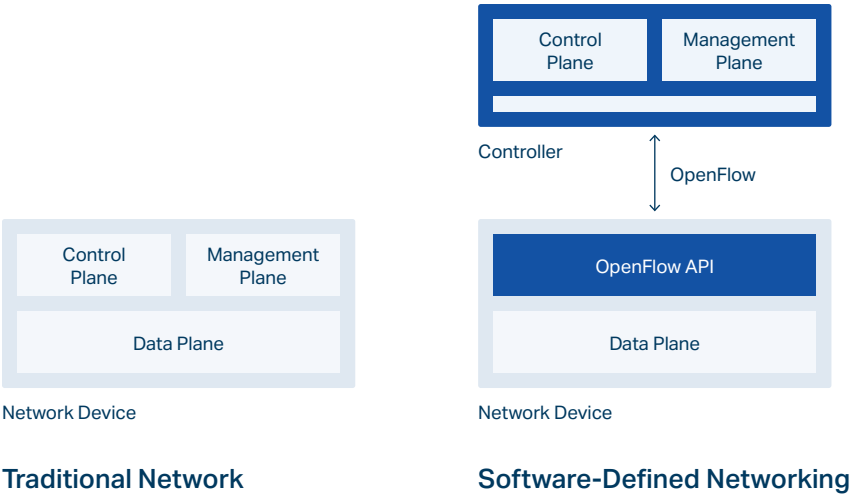 Control
Plane
Management
Plane
Data Plane
Network Device
Traditional Network
Control
Plane
Management
Plane
Controller
OpenFlow
OpenFlow API
Data Plane
Network Device
Software-Defined Networking